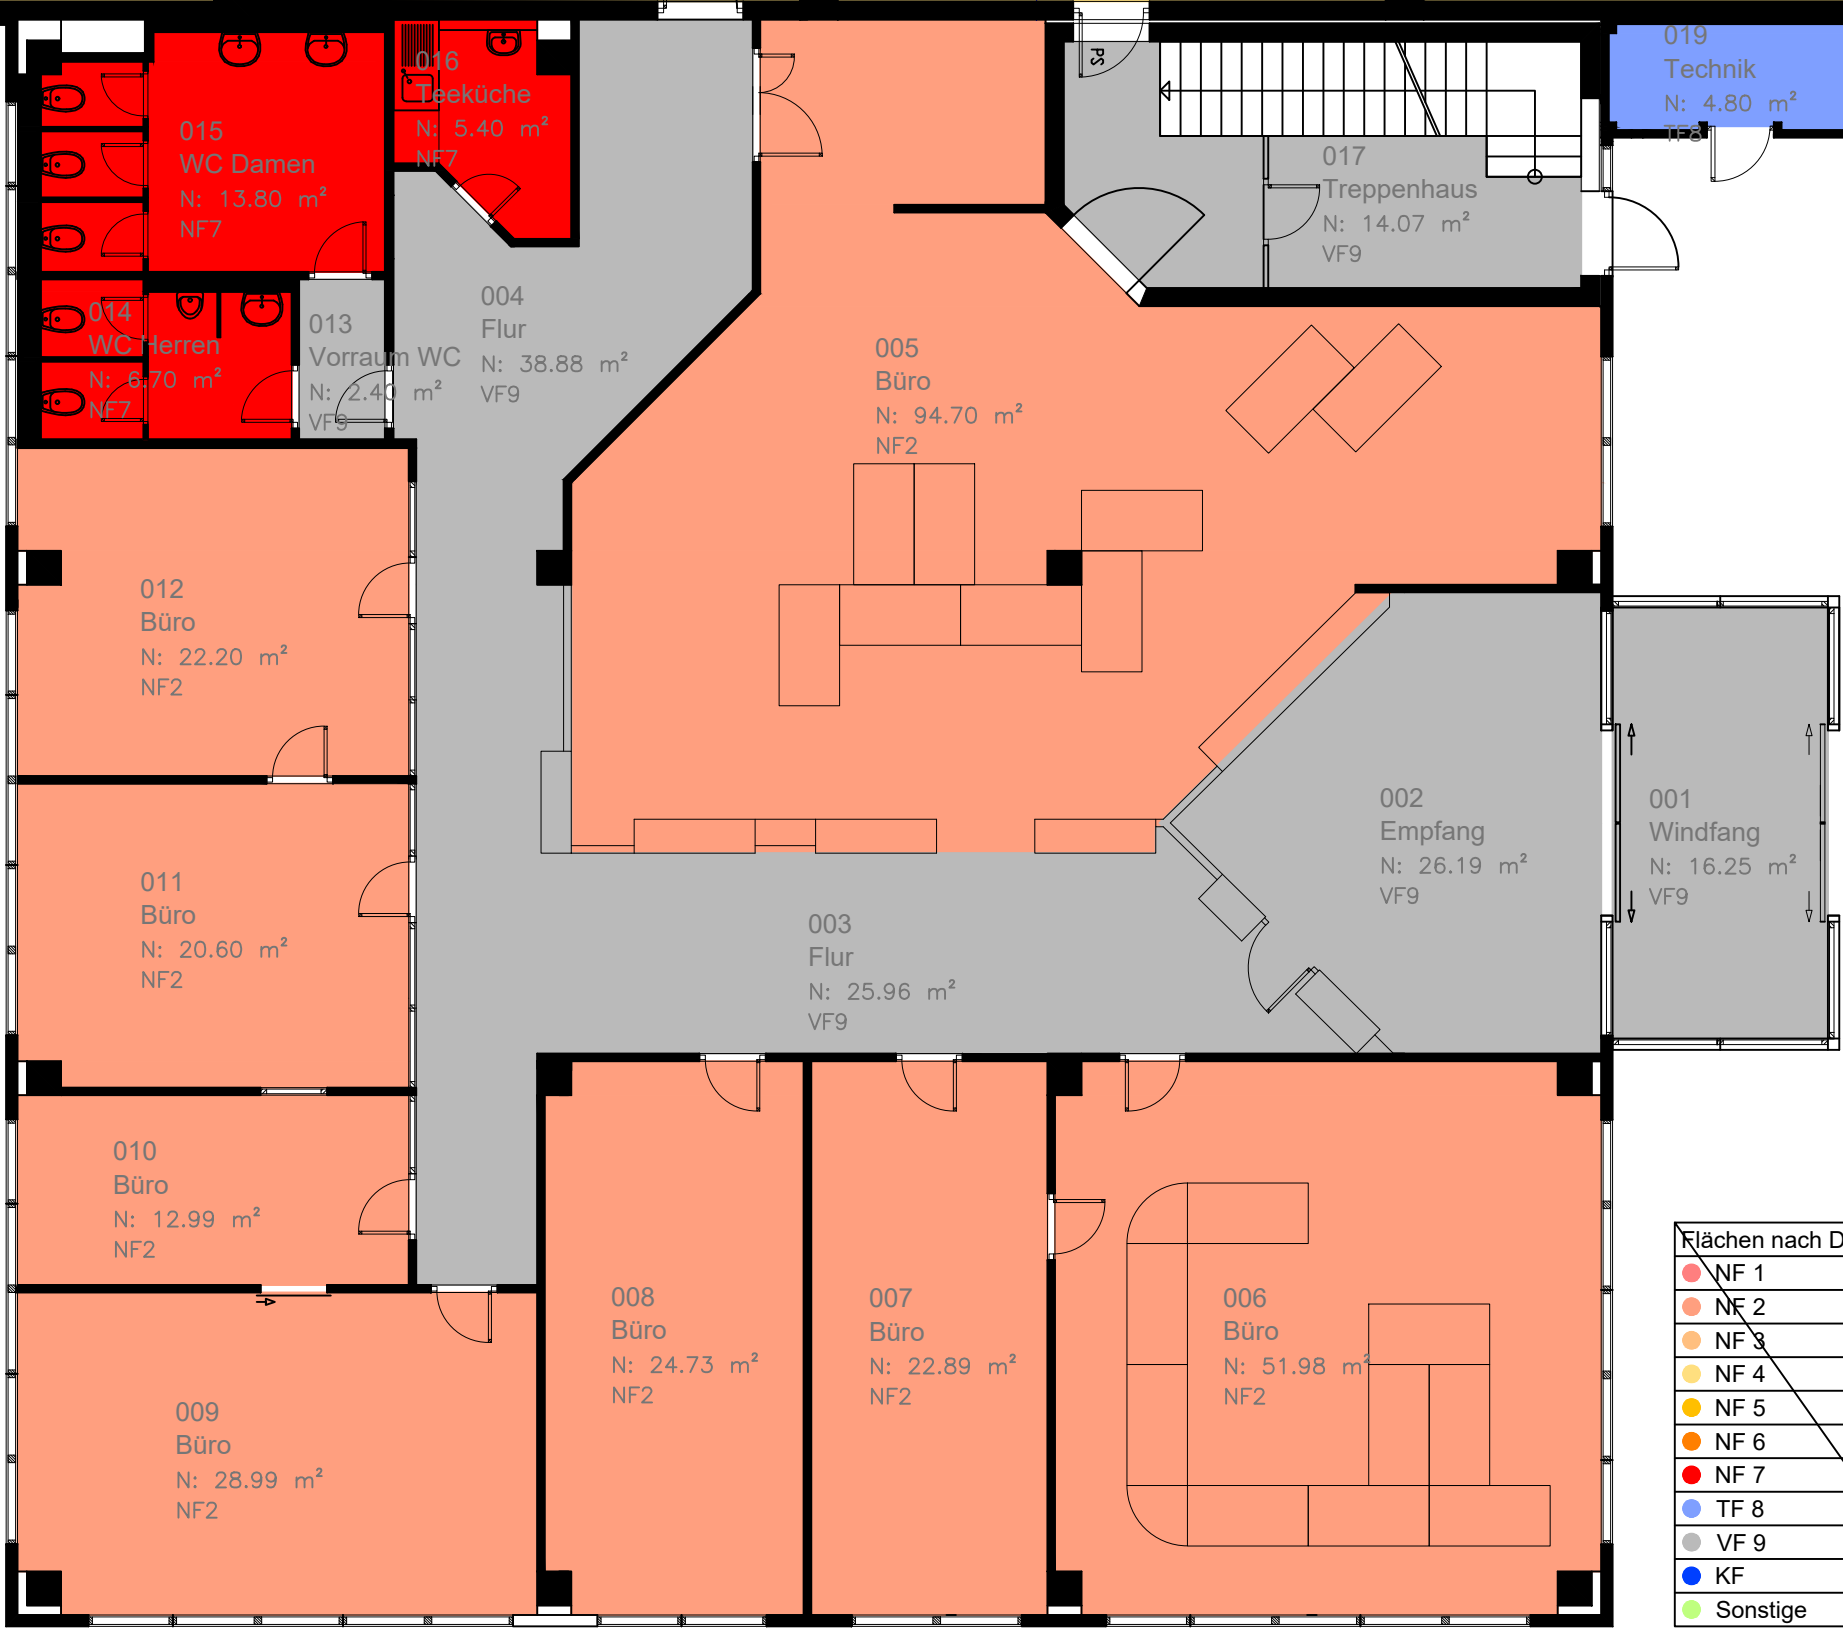 016
Teeküche
N: 5.40 m²
NF7
015
WC Damen
N: 13.80 m²
NF7
PS
017
Treppenhaus
N: 14.07 m²
VF9
019
Technik
N: 4.80 m²
TF8
014
WC Herren
N: 6.70 m²
NF7
013
Vorraum WC
N: 2.40 m²
VF9
004
Flur
N: 38.88 m²
VF9
005
Büro
N: 94.70 m²
NF2
012
Büro
N: 22.20 m²
NF2
011
Büro
N: 20.60 m²
NF2
003
Flur
N: 25.96 m²
VF9
002
Empfang
N: 26.19 m²
VF9
001
Windfang
N: 16.25 m²
VF9
010
Büro
N: 12.99 m²
NF2
009
Büro
N: 28.99 m²
NF2
008
Büro
N: 24.73 m²
NF2
007
Büro
N: 22.89 m²
NF2
006
Büro
N: 51.98 m²
NF2
Flächen nach D
NF 1
NF 2
NF 3
NF 4
NF 5
NF 6
NF 7
TF 8
VF 9
KF
Sonstige